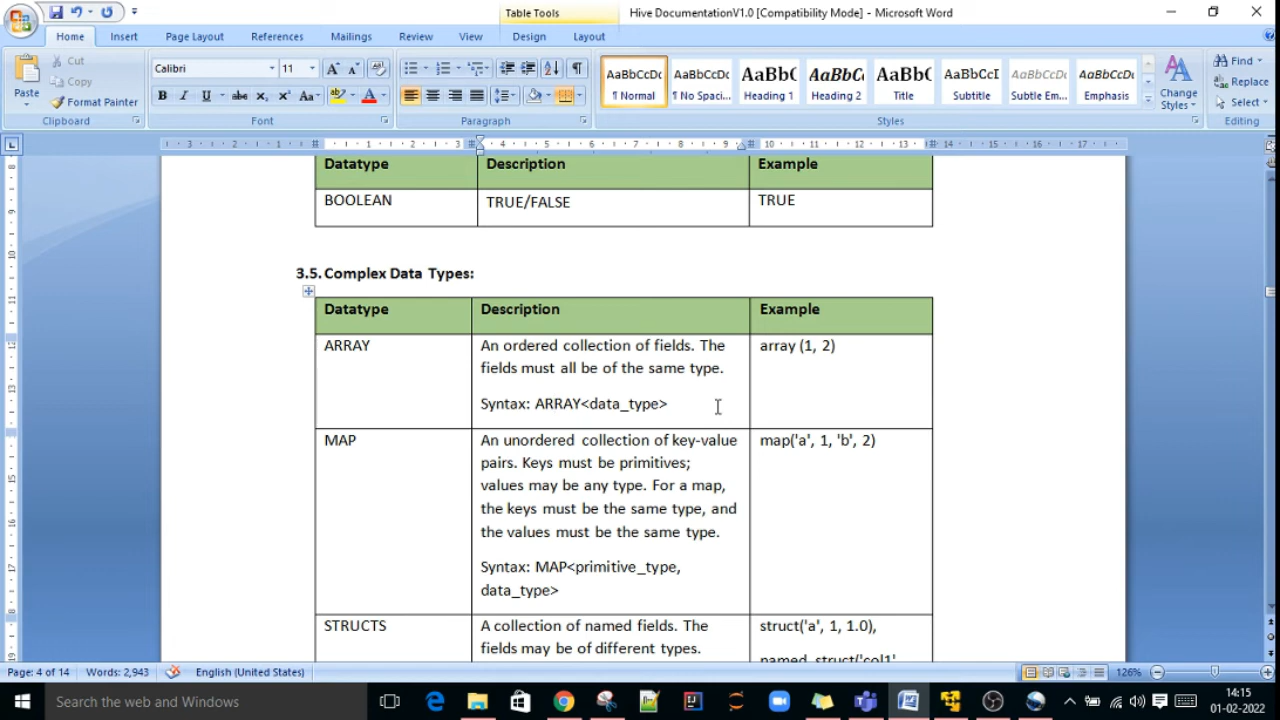 Table Tools
Hive DocumentationV1.0 [Compatibility Mode] - Microsoft Word
Home Insert Page Layout References Mailings Review View Design Layout
Cut
Copy
Format Painter
Paste
Calibri 11
AaBbCcDc AaBbCcDc AaBbC AaBbC AaBbC AaBbCcI AaBbCcDc AaBbCcDc
¶ Normal ¶ No Spaci... Heading 1 Heading 2 Title Subtitle Subtle Em... Emphasis
Change
Styles
Find
Replace
Select
Clipboard Font Paragraph Styles Editing
Datatype Description Example
BOOLEAN TRUE/FALSE TRUE
3.5. Complex Data Types:
Datatype Description Example
ARRAY An ordered collection of fields. The array (1, 2)
fields must all be of the same type.
Syntax: ARRAY<data_type>
MAP An unordered collection of key-value map('a', 1, 'b', 2)
pairs. Keys must be primitives;
values may be any type. For a map,
the keys must be the same type, and
the values must be the same type.
Syntax: MAP<primitive_type,
data_type>
STRUCTS A collection of named fields. The struct('a', 1, 1.0),
fields may be of different types. named_struct('col1'
Page: 4 of 14 Words: 2,943 English (United States) 126%
Search the web and Windows
14:15
01-02-2022